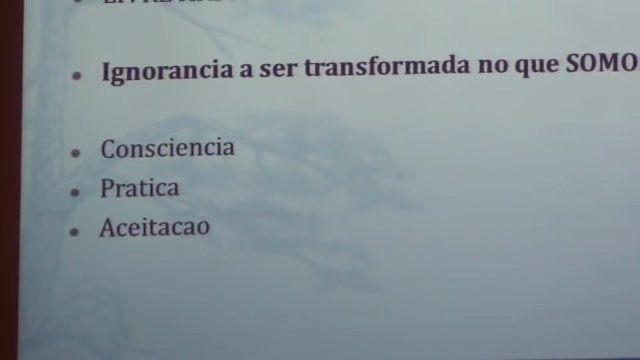 • Ignorancia a ser transformada no que SOMO
• Consciencia
• Pratica
• Aceitacao